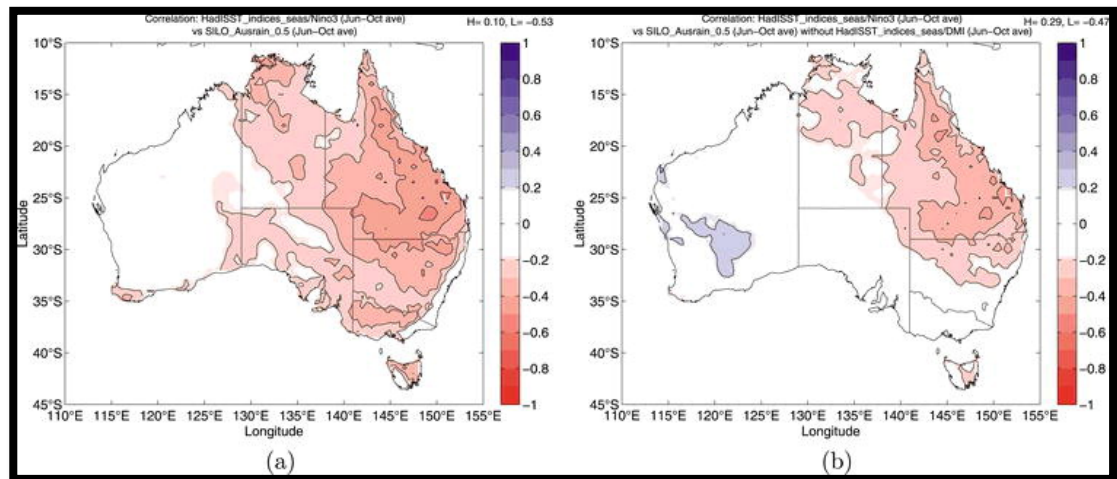 Correlation: HadISST_indices_seas/Nino3 (Jun-Oct ave)
vs SILO_Ausrain_0.5 (Jun-Oct ave)
H= 0.10, L= -0.53
10°S
15°S
20°S
25°S
30°S
35°S
40°S
45°S
Latitude
110°E 115°E 120°E 125°E 130°E 135°E 140°E 145°E 150°E 155°E
Longitude
1
0.8
0.6
0.4
0.2
0
-0.2
-0.4
-0.6
-0.8
-1
(a)
Correlation: HadISST_indices_seas/Nino3 (Jun-Oct ave)
vs SILO_Ausrain_0.5 (Jun-Oct ave) without HadISST_indices_seas/DMI (Jun-Oct ave)
H= 0.29, L= -0.47
10°S
15°S
20°S
25°S
30°S
35°S
40°S
45°S
Latitude
110°E 115°E 120°E 125°E 130°E 135°E 140°E 145°E 150°E 155°E
Longitude
1
0.8
0.6
0.4
0.2
0
-0.2
-0.4
-0.6
-0.8
-1
(b)